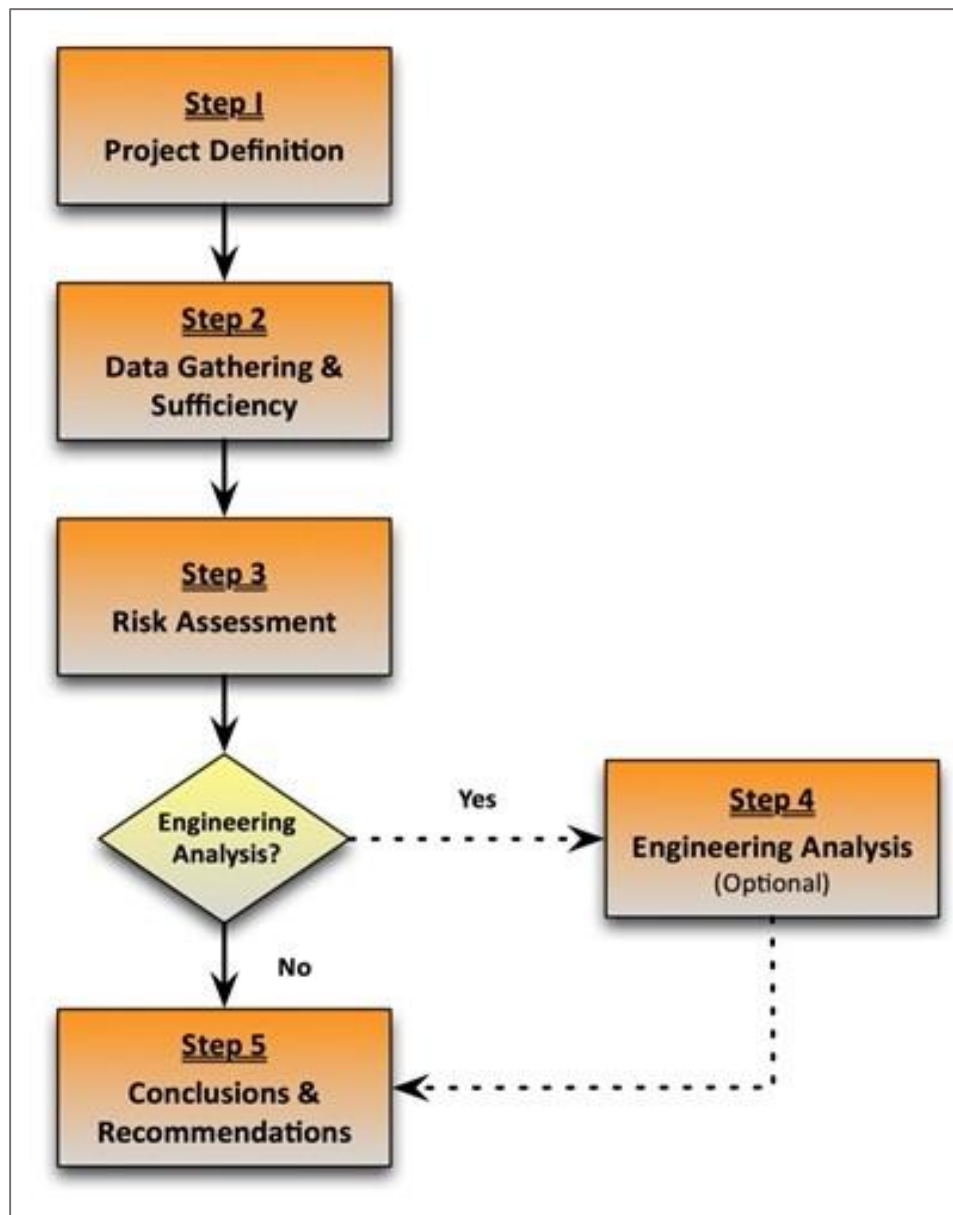 Step I
Project Definition
Step 2
Data Gathering &
Sufficiency
Step 3
Risk Assessment
Engineering
Analysis?
Yes
Step 4
Engineering Analysis
(Optional)
No
Step 5
Conclusions &
Recommendations